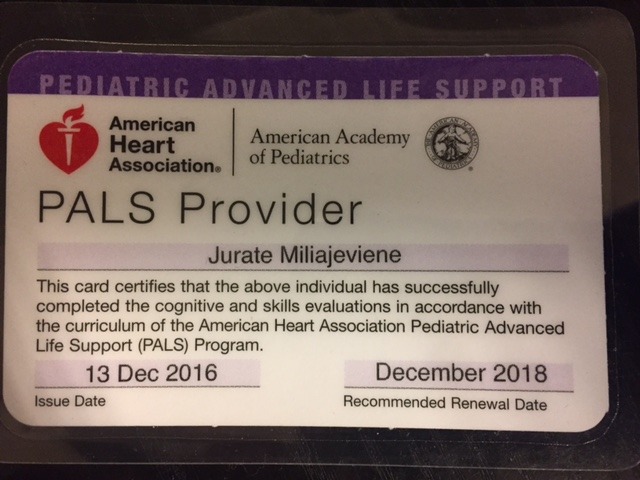 PEDIATRIC ADVANCED LIFE SUPPORT
American
Heart
Association®
American Academy
of Pediatrics
PALS Provider
Jurate Miliajeviene
This card certifies that the above individual has successfully
completed the cognitive and skills evaluations in accordance with
the curriculum of the American Heart Association Pediatric Advanced
Life Support (PALS) Program.
13 Dec 2016
December 2018
Issue Date
Recommended Renewal Date